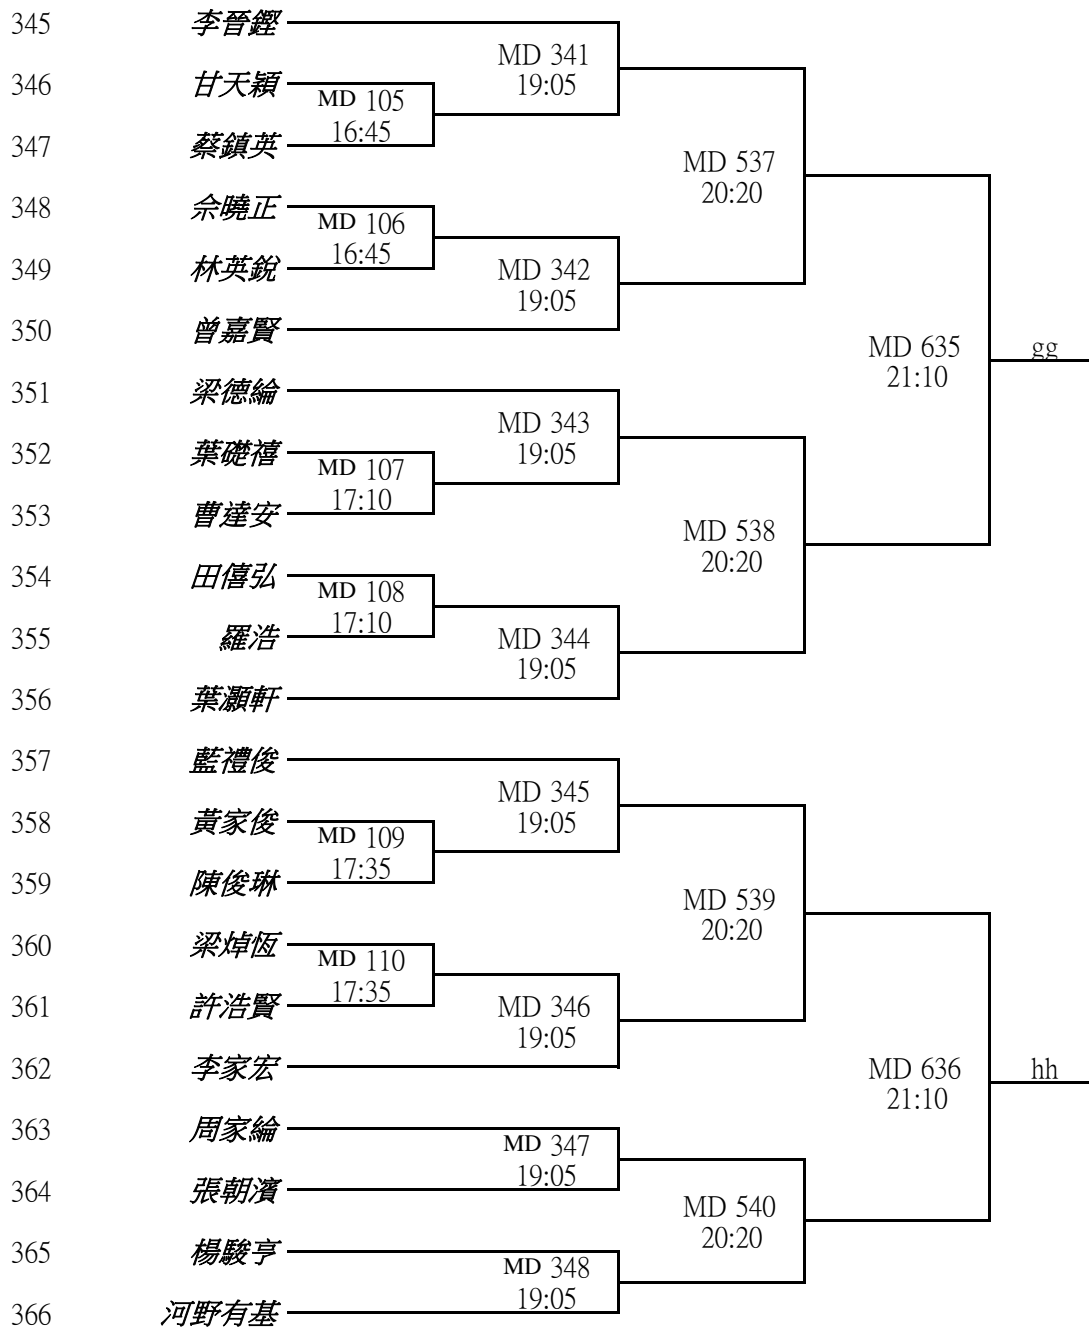 345 李晉鏗
MD 341
19:05
346 甘天穎
MD 105
16:45
347 蔡鎮英
MD 537
20:20
348 佘曉正
MD 106
16:45
349 林英銳
MD 342
19:05
350 曾嘉賢
MD 635
21:10
gg
351 梁德綸
MD 343
19:05
352 葉礎禧
MD 107
17:10
353 曹達安
MD 538
20:20
354 田僖弘
MD 108
17:10
355 羅浩
MD 344
19:05
356 葉灝軒
357 藍禮俊
MD 345
19:05
358 黃家俊
MD 109
17:35
359 陳俊琳
MD 539
20:20
360 梁焯恆
MD 110
17:35
361 許浩賢
MD 346
19:05
362 李家宏
MD 636
21:10
hh
363 周家綸
MD 347
19:05
364 張朝濱
MD 540
20:20
365 楊駿亨
MD 348
19:05
366 河野有基